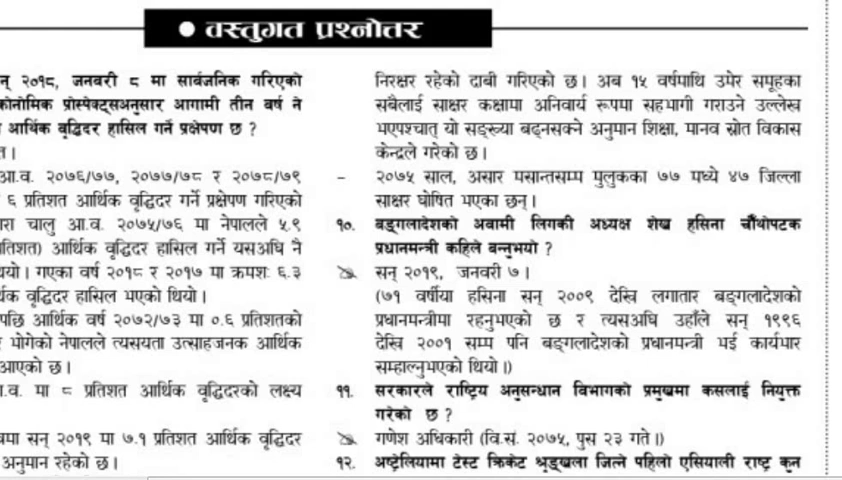 ● वस्तुगत प्रश्नोत्तर
न् २०१८, जनवरी ८ मा सार्वजनिक गरिएको
कोनोमिक प्रोस्पेक्ट्सअनुसार आगामी तीन वर्ष ने
आर्थिक वृद्धिदर हासिल गर्ने प्रक्षेपण छ ?
त ।
आ.व. २०७६/७७, २०७७/७८ र २०७८/७९
६ प्रतिशत आर्थिक वृद्धिदर गर्ने प्रक्षेपण गरिएको
रा चालु आ.व. २०७५/७६ मा नेपालले ५.९
तिशत) आर्थिक वृद्धिदर हासिल गर्ने यसअघि नै
थयो । गएका वर्ष २०१८ र २०१७ मा क्रमशः ६.३
र्थक वृद्धिदर हासिल भएको थियो ।
पछि आर्थिक वर्ष २०७२/७३ मा ०.६ प्रतिशतको
भोगेको नेपालले त्यसयता उत्साहजनक आर्थिक
आएको छ ।
ा.व. मा ८ प्रतिशत आर्थिक वृद्धिदरको लक्ष्य
वमा सन् २०१९ मा ७.१ प्रतिशत आर्थिक वृद्धिदर
अनुमान रहेको छ ।
निरक्षर रहेको दाबी गरिएको छ । अब १५ वर्षमाथि उमेर समूहका
सबैलाई साक्षर कक्षामा अनिवार्य रूपमा सहभागी गराउने उल्लेख
भएपश्चात् यो सङ्ख्या बढ्नसक्ने अनुमान शिक्षा, मानव स्रोत विकास
केन्द्रले गरेको छ ।
– २०७५ साल, असार मसान्तसम्म मुलुकका ७७ मध्ये ४७ जिल्ला
साक्षर घोषित भएका छन् ।
१०. बङ्गलादेशको अवामी लिगकी अध्यक्ष शेख हसिना चौंथोपटक
प्रधानमन्त्री कहिले बन्नुभयो ?
सन् २०१९, जनवरी ७ ।
(७१ वर्षीया हसिना सन् २००९ देखि लगातार बङ्गलादेशको
प्रधानमन्त्रीमा रहनुभएको छ र त्यसअघि उहाँले सन् १९९६
देखि २००१ सम्म पनि बङ्गलादेशको प्रधानमन्त्री भई कार्यभार
सम्हाल्नुभएको थियो ।)
११. सरकारले राष्ट्रिय अनुसन्धान विभागको प्रमुखमा कसलाई नियुक्त
गरेको छ ?
गणेश अधिकारी (वि.सं. २०७५, पुस २३ गते ।)
१२. अष्ट्रेलियामा टेस्ट क्रिकेट श्रृङ्खला जित्ने पहिलो एसियाली राष्ट्र कुन